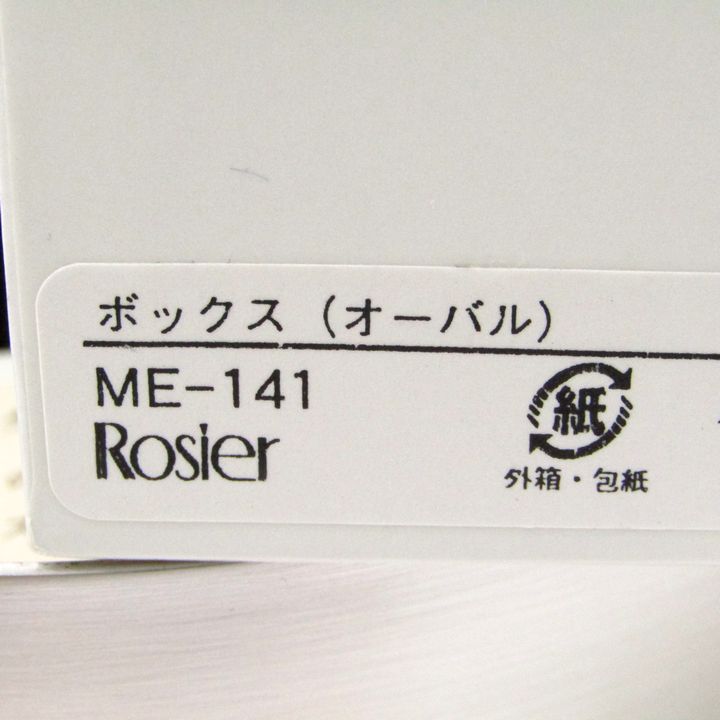 ボックス（オーバル）
ME-141
Rosier
紙
外箱・包紙